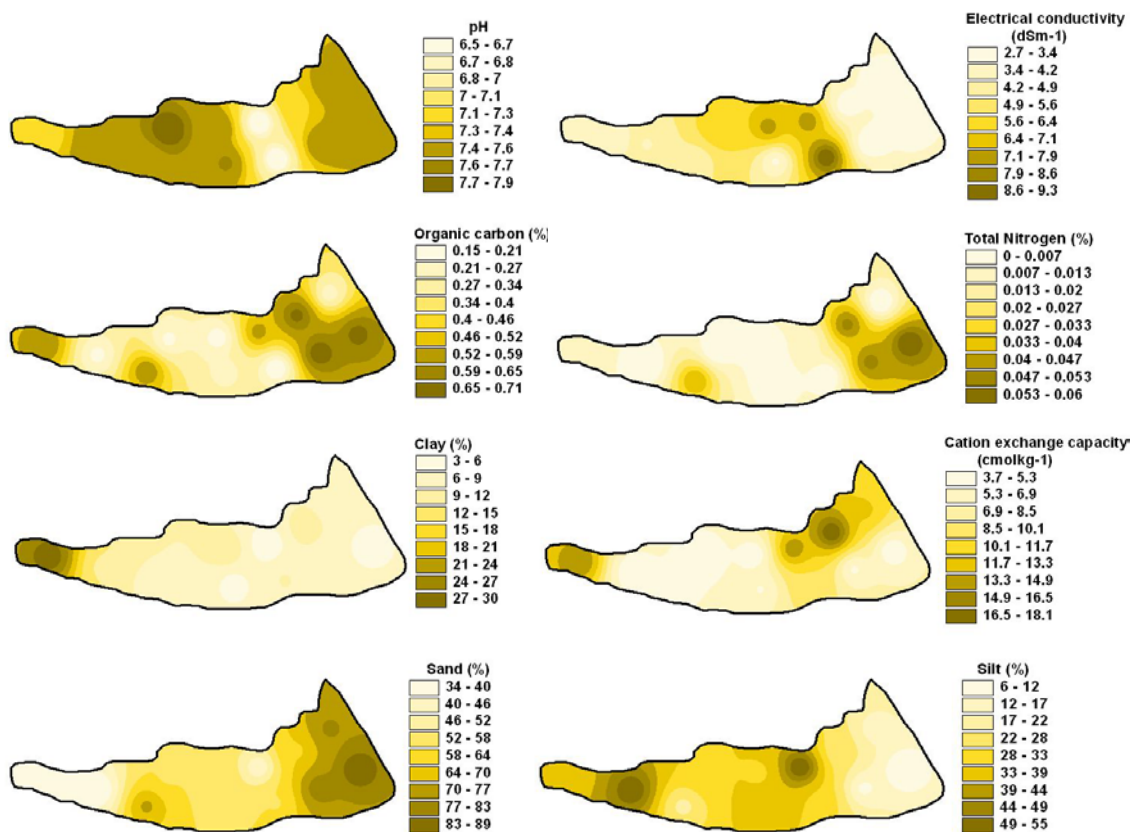 pH
6.5 - 6.7
6.7 - 6.8
6.8 - 7
7 - 7.1
7.1 - 7.3
7.3 - 7.4
7.4 - 7.6
7.6 - 7.7
7.7 - 7.9
Electrical conductivity
(dSm-1)
2.7 - 3.4
3.4 - 4.2
4.2 - 4.9
4.9 - 5.6
5.6 - 6.4
6.4 - 7.1
7.1 - 7.9
7.9 - 8.6
8.6 - 9.3
Organic carbon (%)
0.15 - 0.21
0.21 - 0.27
0.27 - 0.34
0.34 - 0.4
0.4 - 0.46
0.46 - 0.52
0.52 - 0.59
0.59 - 0.65
0.65 - 0.71
Total Nitrogen (%)
0 - 0.007
0.007 - 0.013
0.013 - 0.02
0.02 - 0.027
0.027 - 0.033
0.033 - 0.04
0.04 - 0.047
0.047 - 0.053
0.053 - 0.06
Clay (%)
3 - 6
6 - 9
9 - 12
12 - 15
15 - 18
18 - 21
21 - 24
24 - 27
27 - 30
Cation exchange capacity
(cmolkg-1)
3.7 - 5.3
5.3 - 6.9
6.9 - 8.5
8.5 - 10.1
10.1 - 11.7
11.7 - 13.3
13.3 - 14.9
14.9 - 16.5
16.5 - 18.1
Sand (%)
34 - 40
40 - 46
46 - 52
52 - 58
58 - 64
64 - 70
70 - 77
77 - 83
83 - 89
Silt (%)
6 - 12
12 - 17
17 - 22
22 - 28
28 - 33
33 - 39
39 - 44
44 - 49
49 - 55